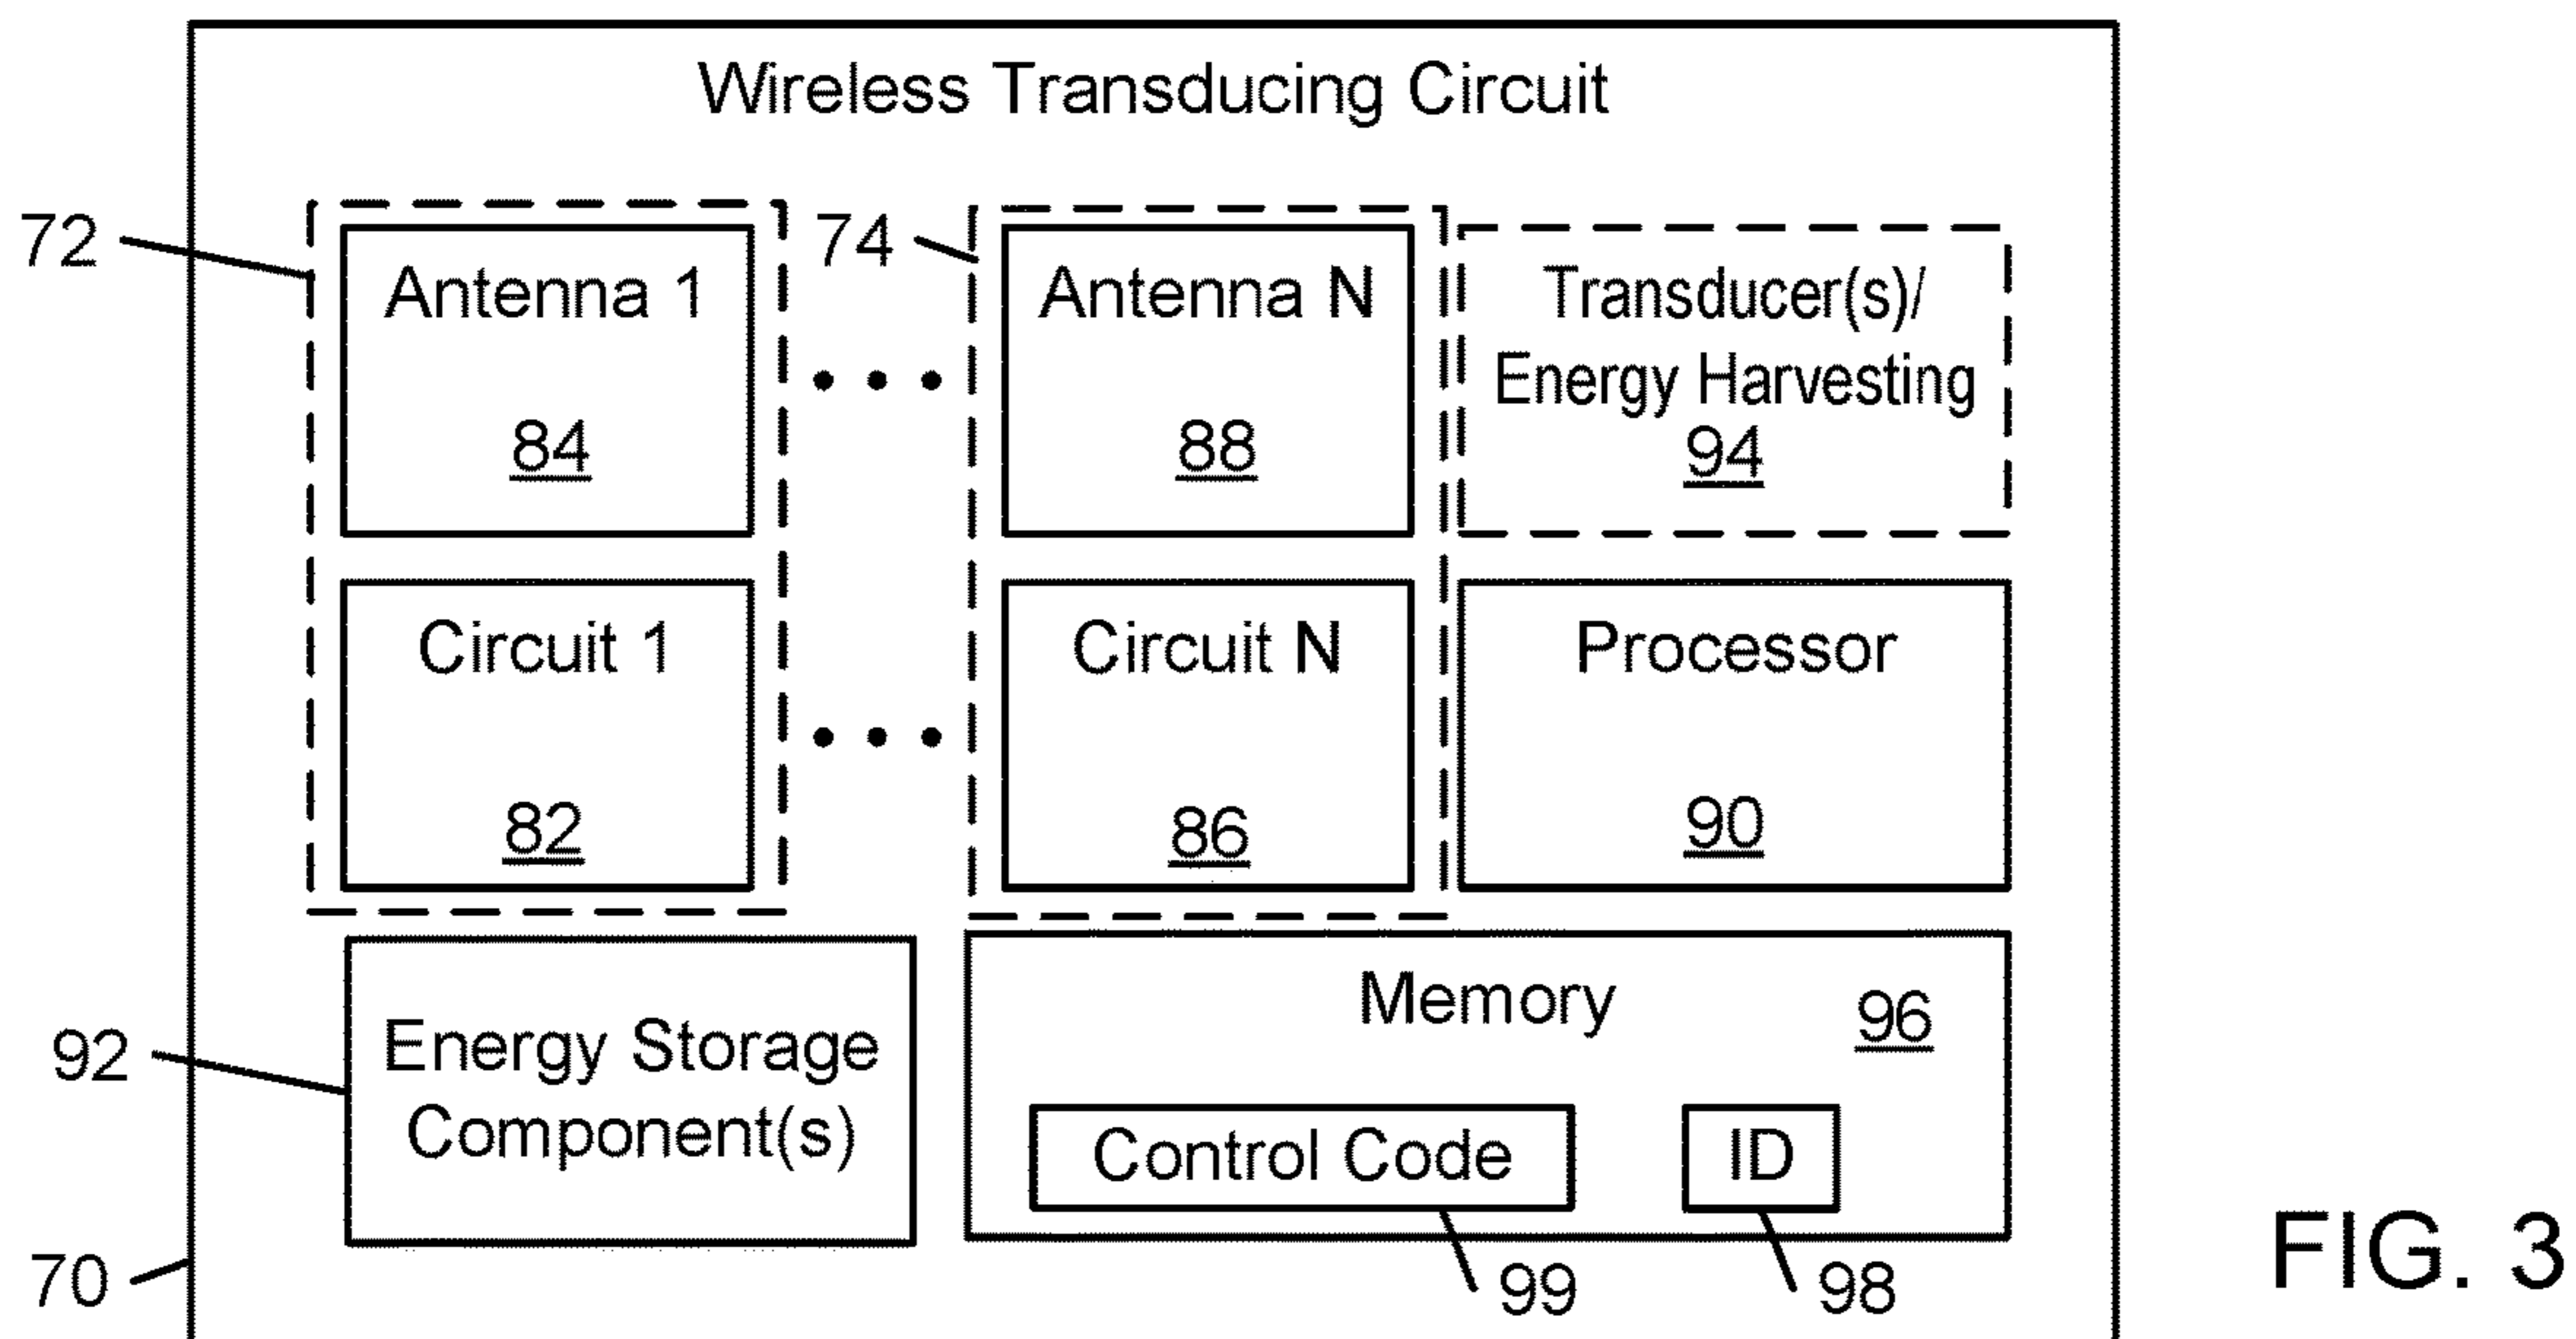 Wireless Transducing Circuit
72
Antenna 1
84
74
Antenna N
88
Transducer(s)/
Energy Harvesting
94
Circuit 1
82
Circuit N
86
Processor
90
92
Energy Storage
Component(s)
Memory
96
Control Code
ID
70
99
98
FIG. 3